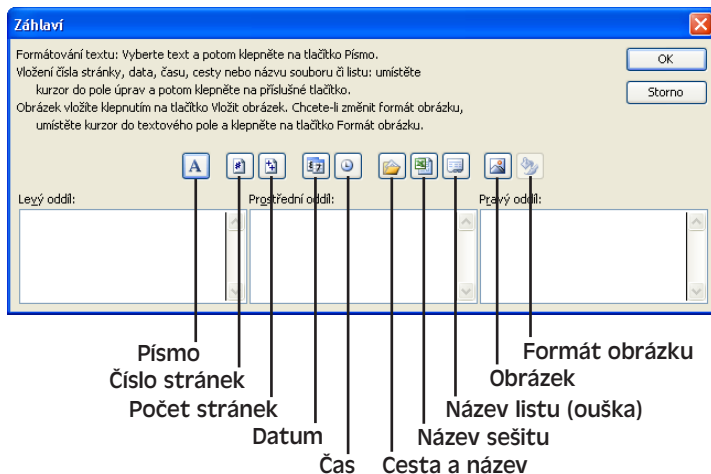 Záhlaví
Formátování textu: Vyberte text a potom klepněte na tlačítko Písmo.
Vložení čísla stránky, data, času, cesty nebo názvu souboru či listu: umístěte
kurzor do pole úprav a potom klepněte na příslušné tlačítko.
Obrázek vložíte klepnutím na tlačítko Vložit obrázek. Chcete-li změnit formát obrázku,
umístěte kurzor do textového pole a klepněte na tlačítko Formát obrázku.
OK
Storno
A
Levý oddíl:
Prostřední oddíl:
Pravý oddíl:
Písmo
Formát obrázku
Číslo stránek
Obrázek
Počet stránek
Název listu (ouška)
Datum
Název sešitu
Čas
Cesta a název